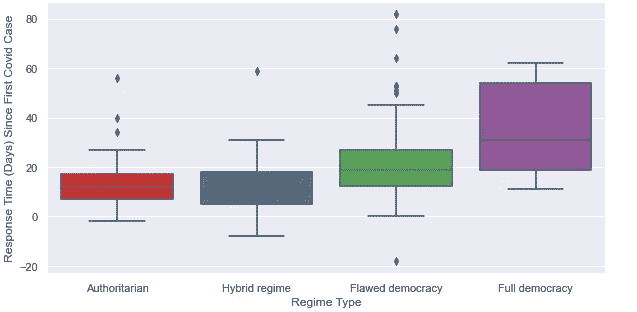 Response Time (Days) Since First Covid Case
80
60
40
20
0
−20
Authoritarian
Hybrid regime
Flawed democracy
Full democracy
Regime Type